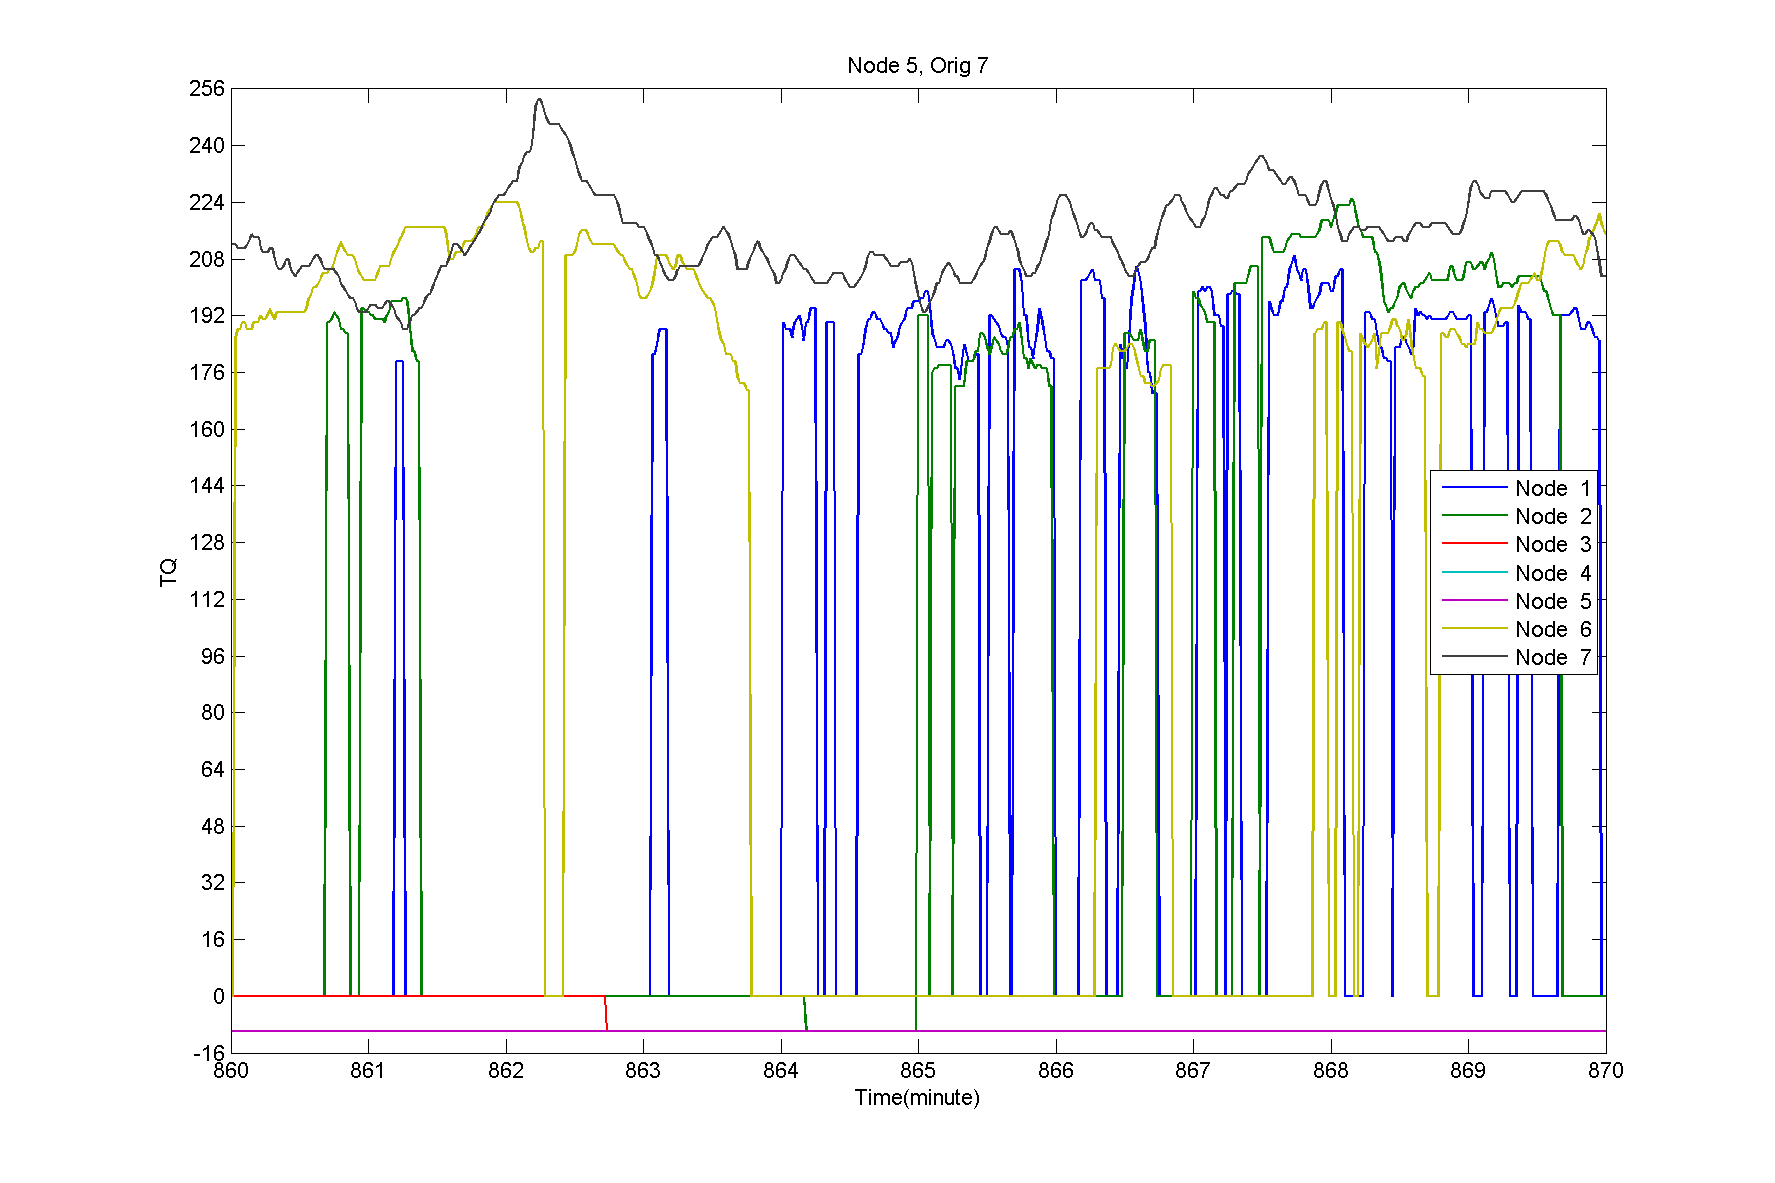 Node 5, Orig 7
256
240
224
208
192
176
160
144
128
112
96
80
64
48
32
16
0
-16
TQ
Node 1
Node 2
Node 3
Node 4
Node 5
Node 6
Node 7
860 861 862 863 864 865 866 867 868 869 870
Time(minute)